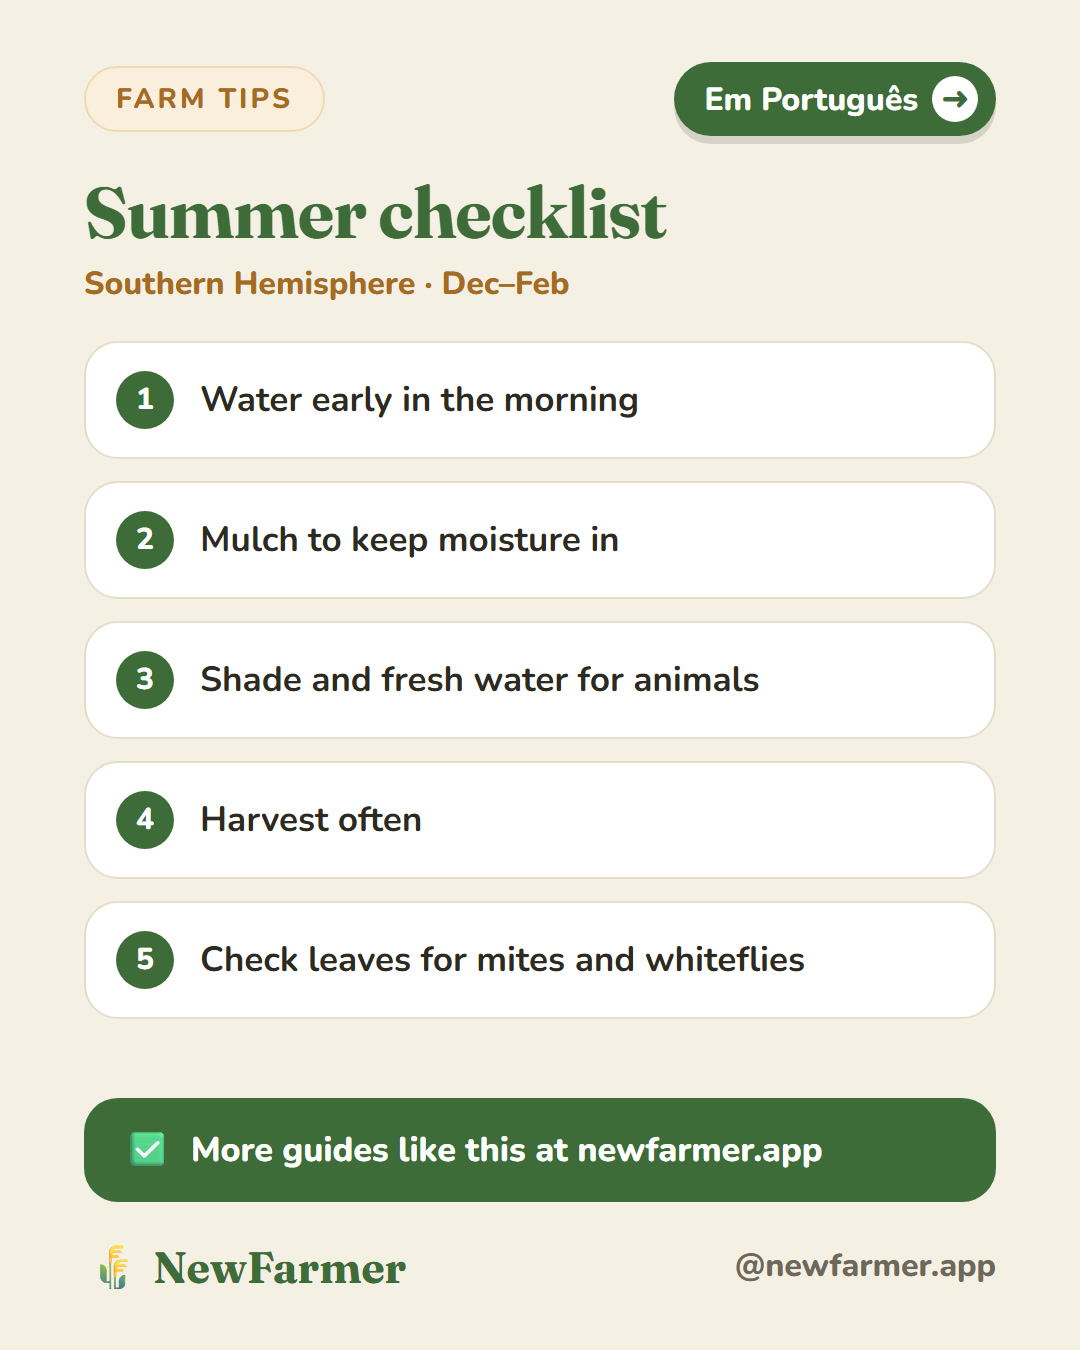 FARM TIPS
Em Português
Summer checklist
Southern Hemisphere · Dec–Feb
1 Water early in the morning
2 Mulch to keep moisture in
3 Shade and fresh water for animals
4 Harvest often
5 Check leaves for mites and whiteflies
More guides like this at newfarmer.app
NewFarmer
@newfarmer.app